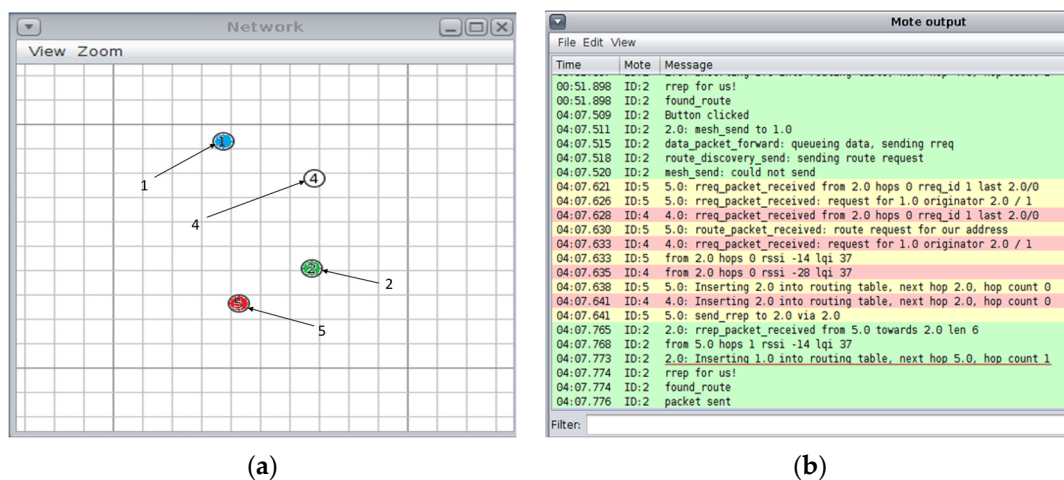 Network
View Zoom
1
1
4
4
2
2
5
5
(a)
Mote output
File Edit View
Time Mote Message
00:51.898 ID:2 rrep for us!
00:51.898 ID:2 found_route
04:07.509 ID:2 Button clicked
04:07.511 ID:2 2.0: mesh_send to 1.0
04:07.515 ID:2 data_packet_forward: queueing data, sending rreq
04:07.518 ID:2 route_discovery_send: sending route request
04:07.520 ID:2 mesh_send: could not send
04:07.621 ID:5 5.0: rreq_packet_received from 2.0 hops 0 rreq_id 1 last 2.0/0
04:07.626 ID:5 5.0: rreq_packet_received: request for 1.0 originator 2.0 / 1
04:07.628 ID:4 4.0: rreq_packet_received from 2.0 hops 0 rreq_id 1 last 2.0/0
04:07.630 ID:5 5.0: route_packet_received: route request for our address
04:07.633 ID:4 4.0: rreq_packet_received: request for 1.0 originator 2.0 / 1
04:07.633 ID:5 from 2.0 hops 0 rssi -14 lqi 37
04:07.635 ID:4 from 2.0 hops 0 rssi -28 lqi 37
04:07.638 ID:5 5.0: Inserting 2.0 into routing table, next hop 2.0, hop count 0
04:07.641 ID:4 4.0: Inserting 2.0 into routing table, next hop 2.0, hop count 0
04:07.641 ID:5 5.0: send_rrep to 2.0 via 2.0
04:07.765 ID:2 2.0: rrep_packet_received from 5.0 towards 2.0 len 6
04:07.768 ID:2 from 5.0 hops 1 rssi -14 lqi 37
04:07.773 ID:2 2.0: Inserting 1.0 into routing table, next hop 5.0, hop count 1
04:07.774 ID:2 rrep for us!
04:07.774 ID:2 found_route
04:07.776 ID:2 packet sent
Filter:
(b)